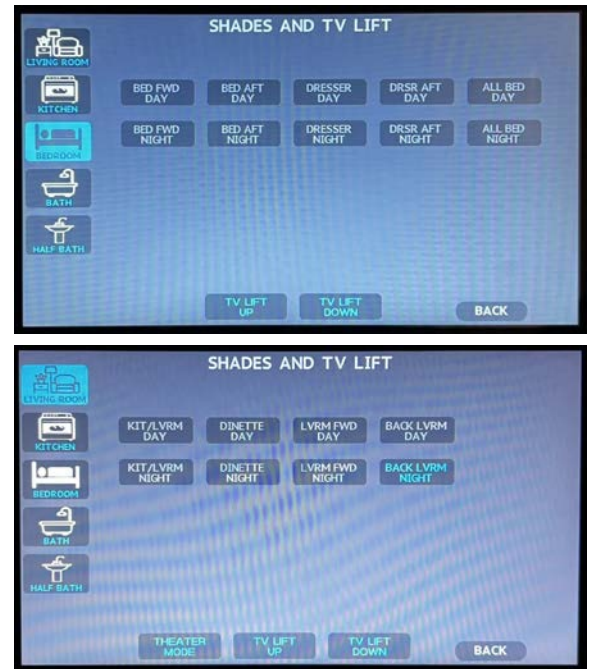 SHADES AND TV LIFT
LIVING ROOM
KITCHEN
BEDROOM
BATH
HALF BATH
BED FWD
DAY
BED AFT
DAY
DRESSER
DAY
DRSR AFT
DAY
ALL BED
DAY
BED FWD
NIGHT
BED AFT
NIGHT
DRESSER
NIGHT
DRSR AFT
NIGHT
ALL BED
NIGHT
TV LIFT
UP
TV LIFT
DOWN
BACK
SHADES AND TV LIFT
LIVING ROOM
KITCHEN
BEDROOM
BATH
HALF BATH
KIT/LVRM
DAY
DINETTE
DAY
LVRM FWD
DAY
BACK LVRM
DAY
KIT/LVRM
NIGHT
DINETTE
NIGHT
LVRM FWD
NIGHT
BACK LVRM
NIGHT
THEATER
MODE
TV LIFT
UP
TV LIFT
DOWN
BACK